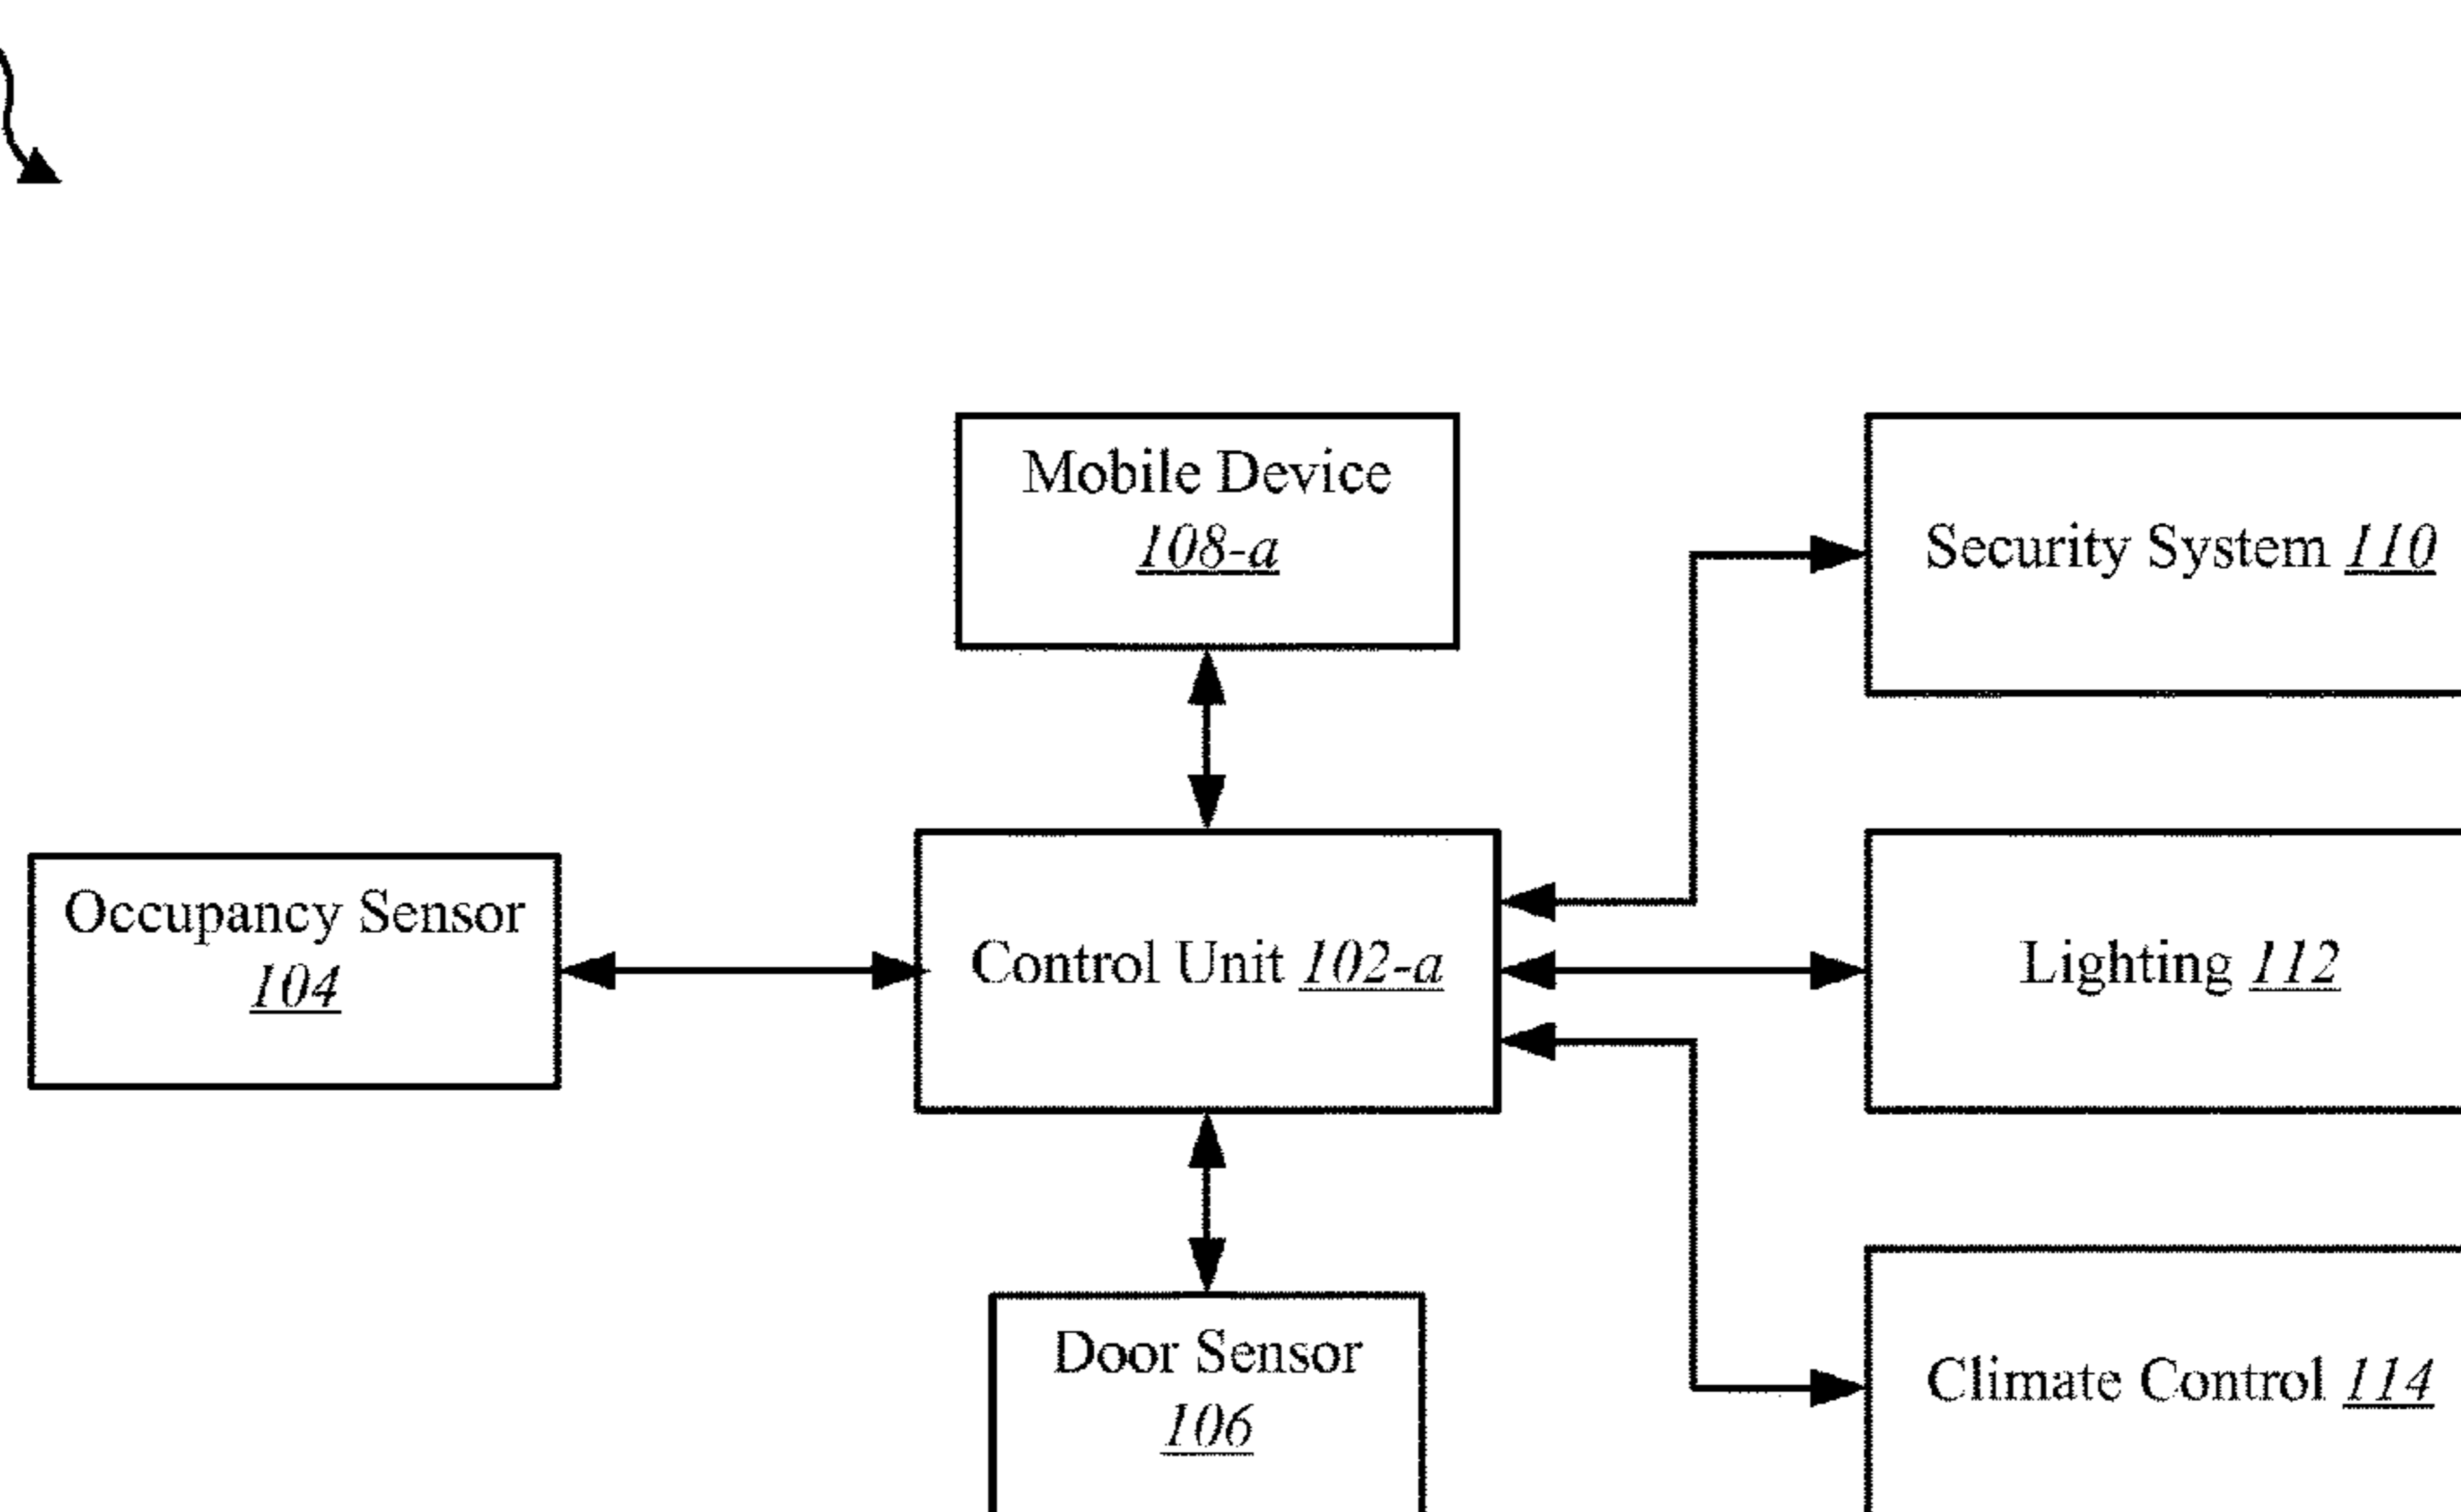 Mobile Device
108-a
Security System 110
Occupancy Sensor
104
Control Unit 102-a
Lighting 112
Door Sensor
106
Climate Control 114